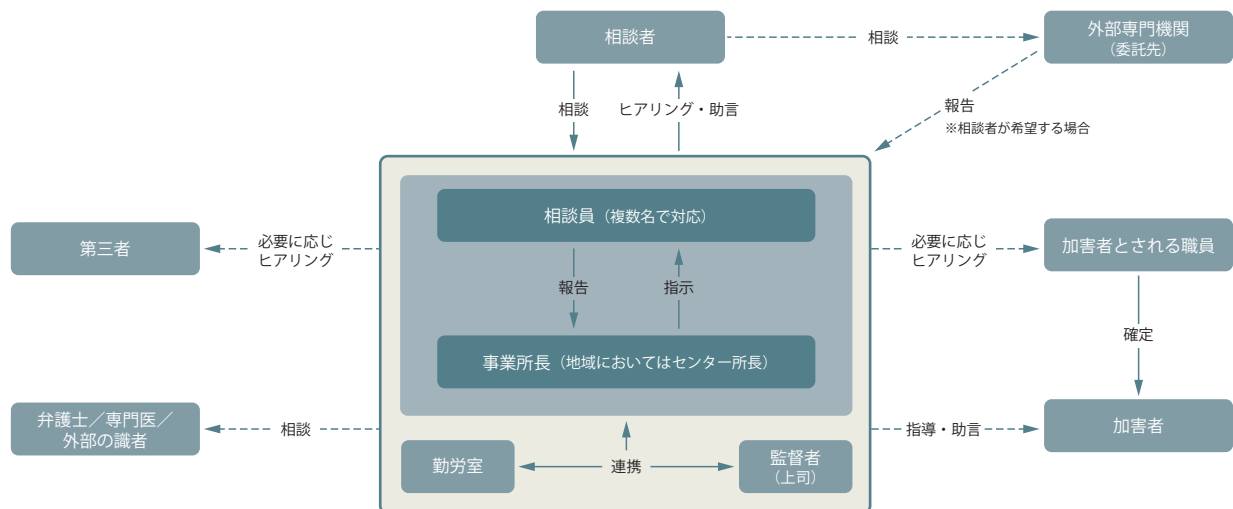 相談者
相談
外部専門機関
(委託先)
相談
ヒアリング・助言
報告
※相談者が希望する場合
相談員(複数名で対応)
第三者
必要に応じ
ヒアリング
必要に応じ
ヒアリング
加害者とされる職員
報告
指示
確定
事業所長(地域においてはセンター所長)
弁護士/専門医/
外部の識者
相談
指導・助言
加害者
勤労室
連携
監督者
(上司)